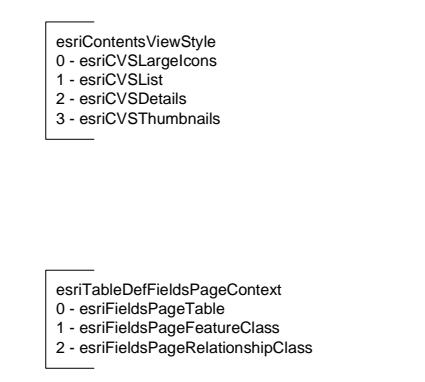 esriContentsViewStyle
0 - esriCVSLargeIcons
1 - esriCVSList
2 - esriCVSDetails
3 - esriCVSThumbnails
esriTableDefFieldsPageContext
0 - esriFieldsPageTable
1 - esriFieldsPageFeatureClass
2 - esriFieldsPageRelationshipClass